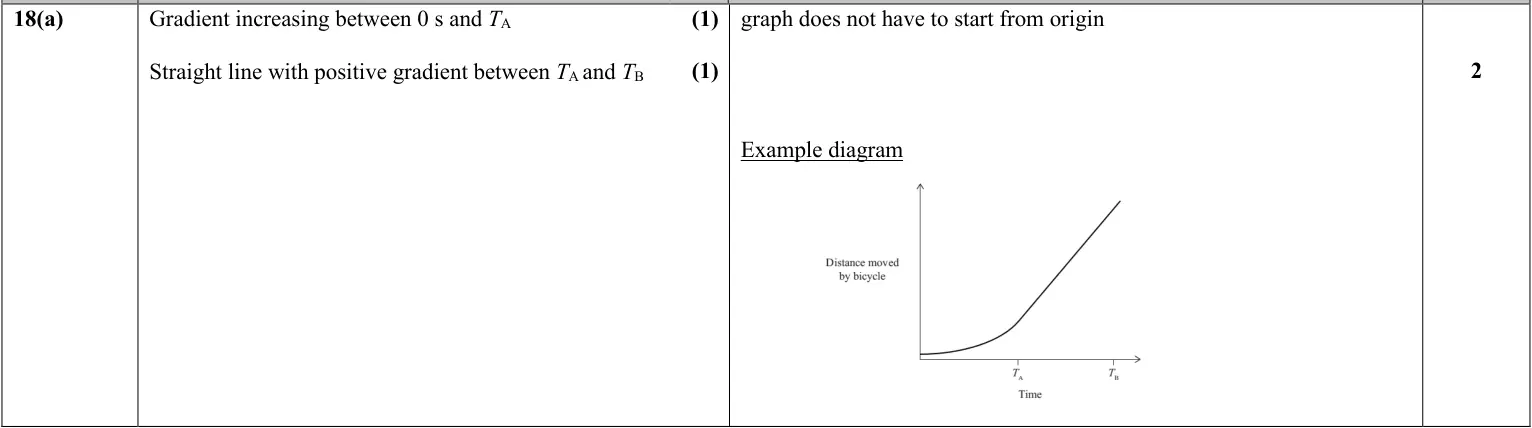 18(a) Gradient increasing between 0 s and TA (1) graph does not have to start from origin
Straight line with positive gradient between TA and TB (1) 2
Example diagram
Distance moved
by bicycle
TA TB
Time